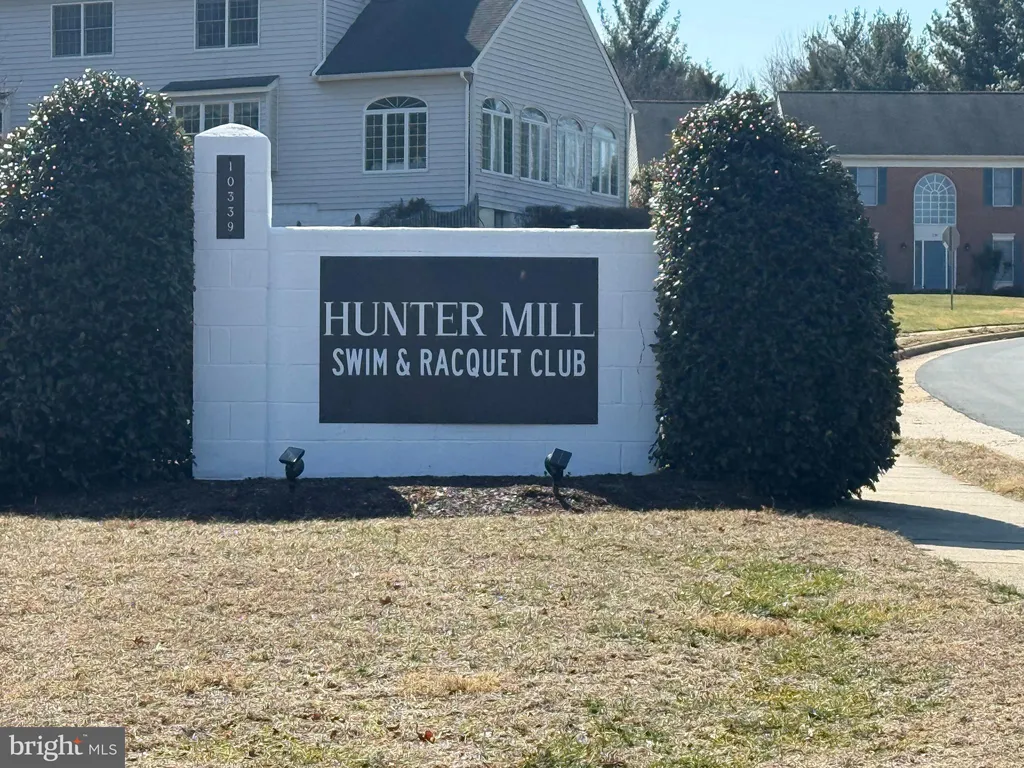 10339
HUNTER MILL
SWIM & RACQUET CLUB
bright MLS